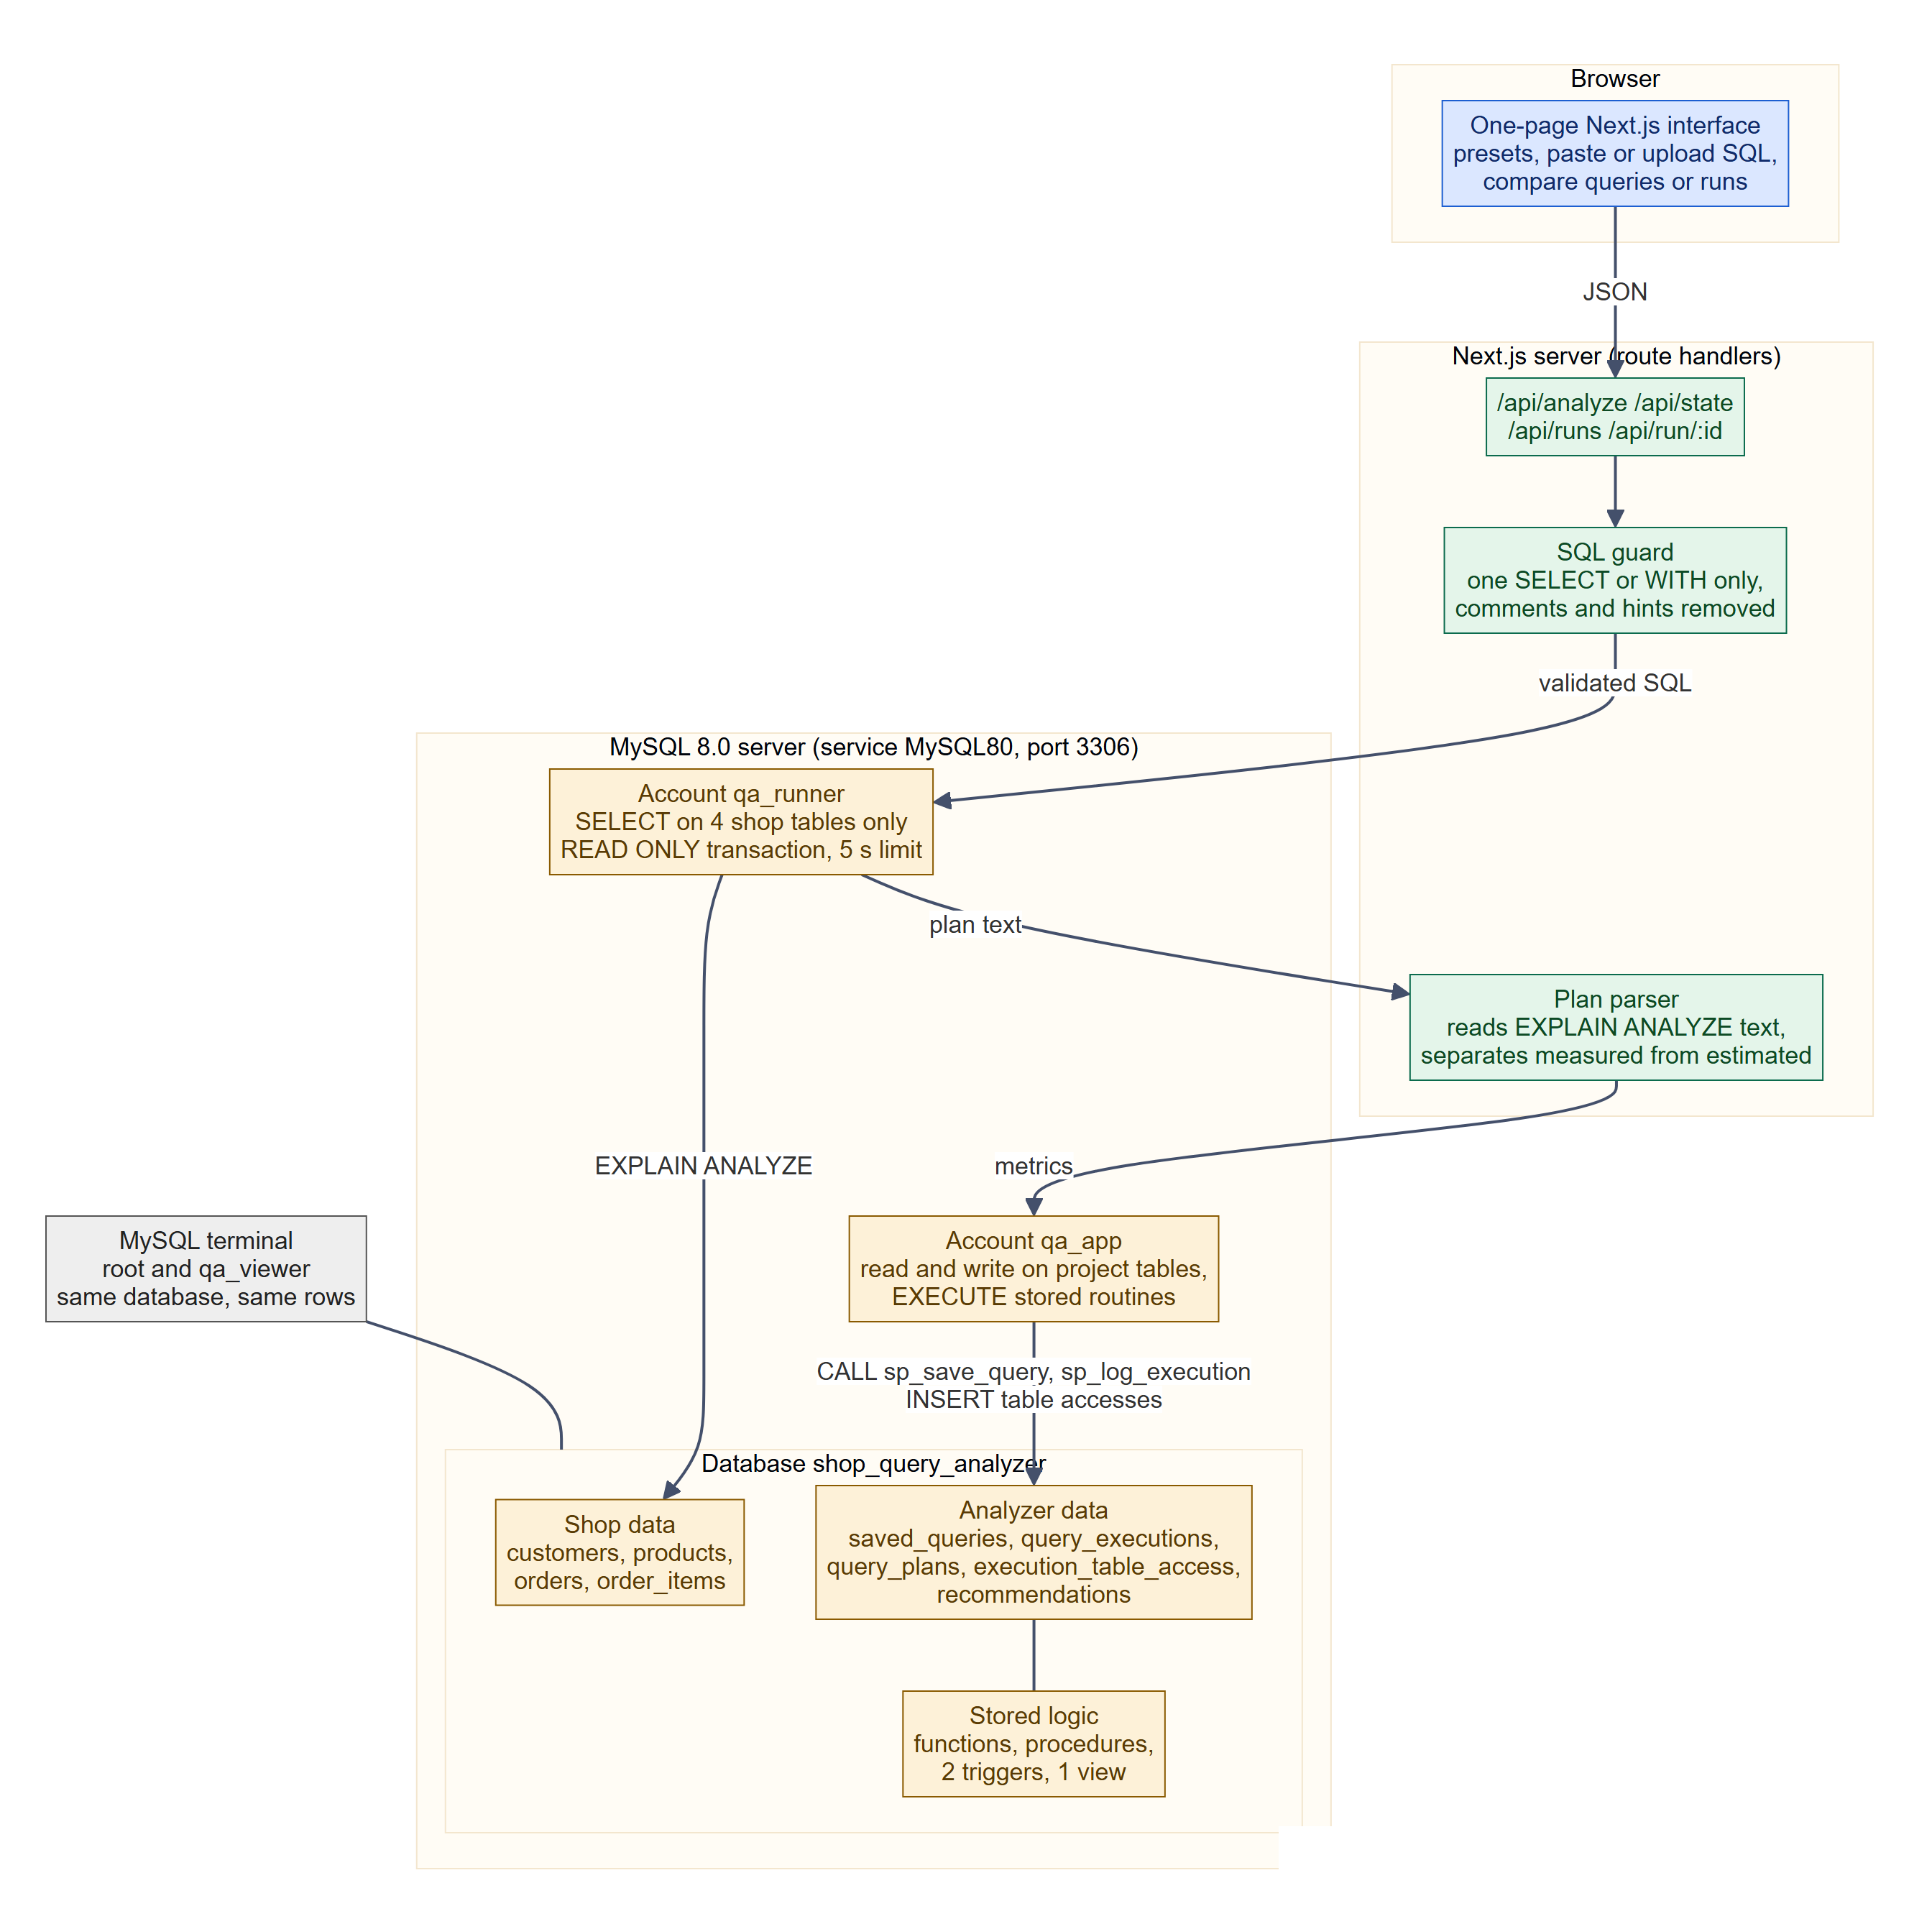 Browser
One-page Next.js interface
presets, paste or upload SQL,
compare queries or runs
JSON
Next.js server (route handlers)
/api/analyze /api/state
/api/runs /api/run/:id
SQL guard
one SELECT or WITH only,
comments and hints removed
validated SQL
MySQL 8.0 server (service MySQL80, port 3306)
Account qa_runner
SELECT on 4 shop tables only
READ ONLY transaction, 5 s limit
plan text
Plan parser
reads EXPLAIN ANALYZE text,
separates measured from estimated
EXPLAIN ANALYZE
metrics
MySQL terminal
root and qa_viewer
same database, same rows
Account qa_app
read and write on project tables,
EXECUTE stored routines
CALL sp_save_query, sp_log_execution
INSERT table accesses
Database shop_query_analyzer
Shop data
customers, products,
orders, order_items
Analyzer data
saved_queries, query_executions,
query_plans, execution_table_access,
recommendations
Stored logic
functions, procedures,
2 triggers, 1 view